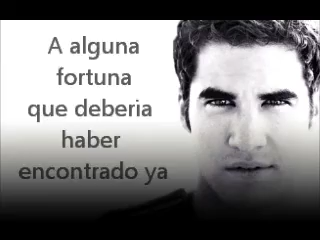 A alguna
fortuna
que deberia
haber
encontrado ya